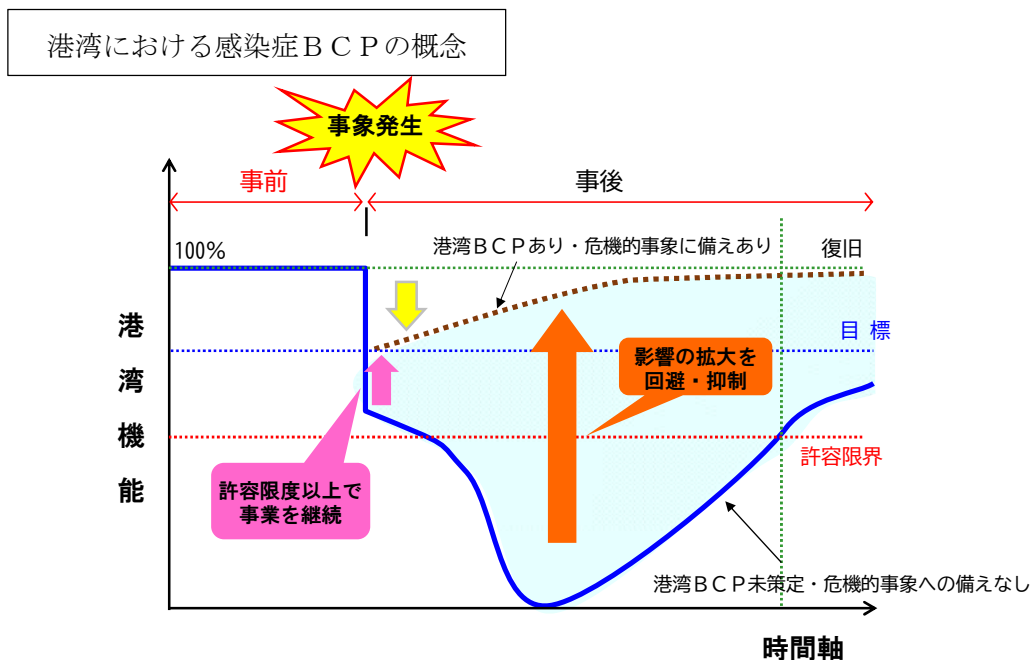 港湾における感染症ＢＣＰの概念
事象発生
事前
事後
港湾ＢＣＰあり・危機的事象に備えあり
復旧
100%
目 標
港湾機能
影響の拡大を
回避・抑制
許容限界
許容限度以上で
事業を継続
港湾ＢＣＰ未策定・危機的事象への備えなし
時間軸